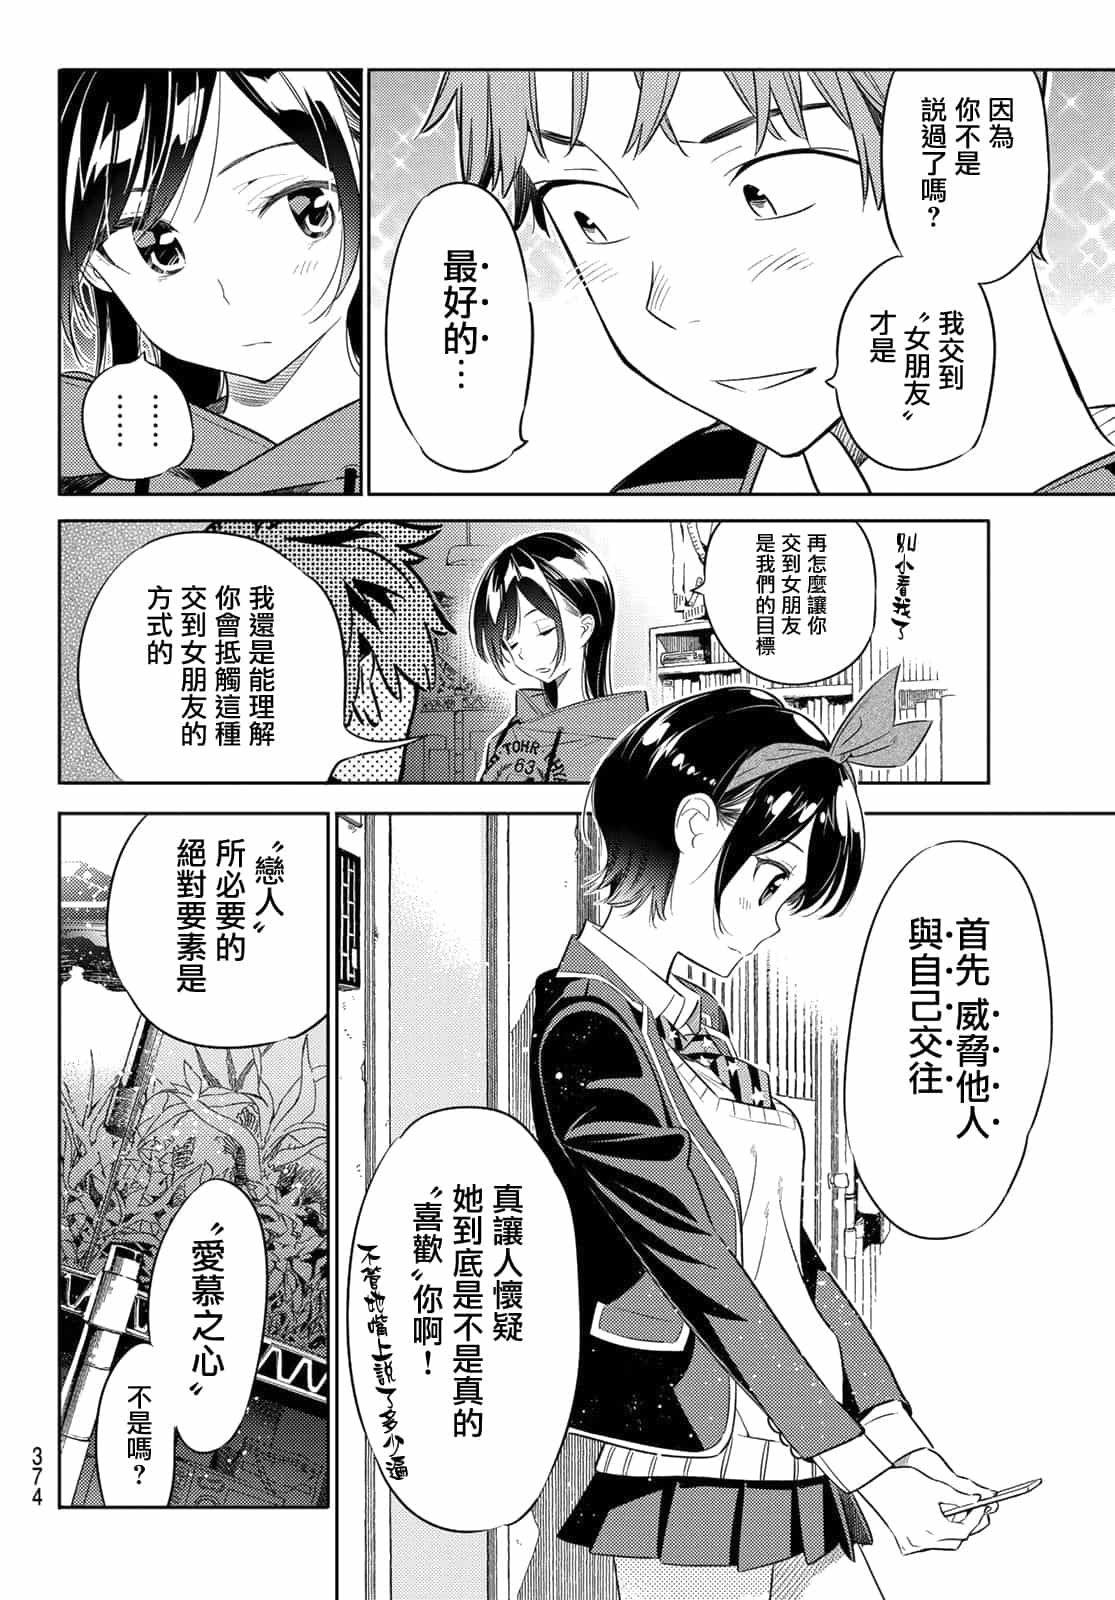 因為
你不是
說過了嗎?
我交到
〝女朋友〞
才是
最好的…
………
………
別小看我了
再怎麼讓你
交到女朋友
是我們的目標
TOHR
63
我還是能理解
你會抵觸這種
交到女朋友的
方式的
首先 威脅他人
與自己交往
真讓人懷疑
她到底是不是真的
〝喜歡〞你啊!
不管她嘴上說了多少遍
〝戀人〞
所必要的
絕對要素是
〝愛慕之心〞
不是嗎?
374